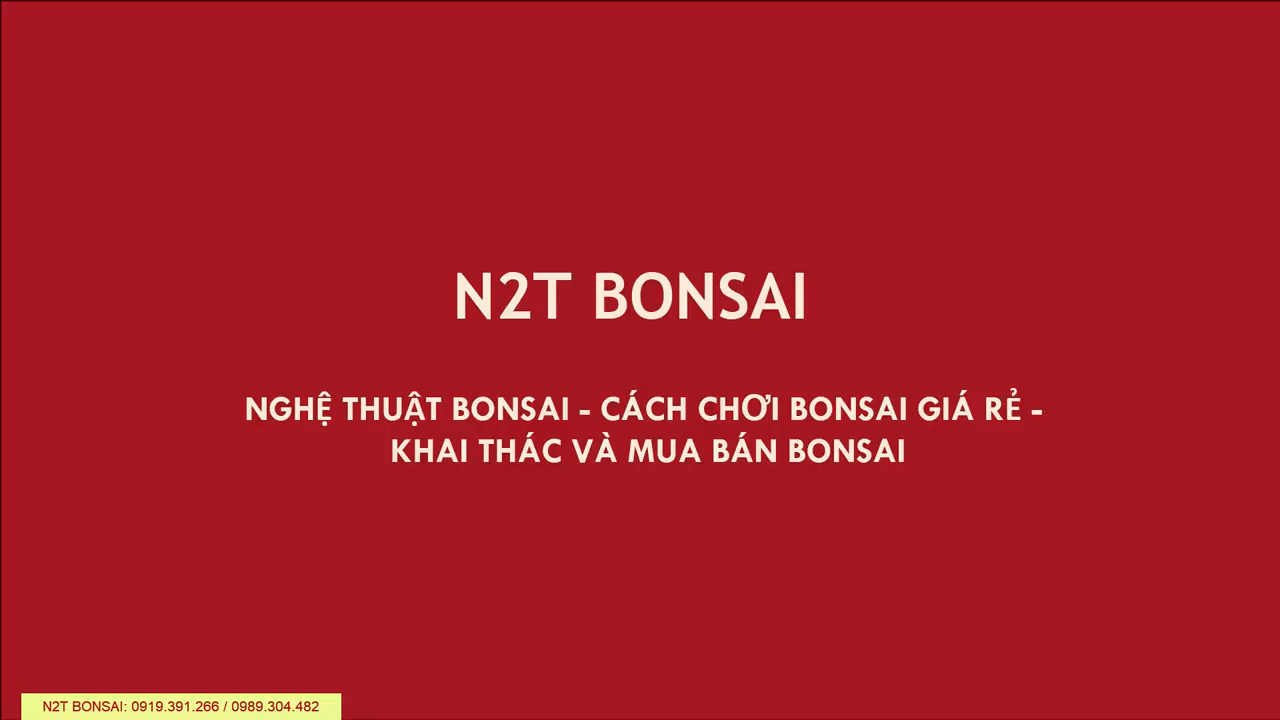 N2T BONSAI
NGHỆ THUẬT BONSAI - CÁCH CHƠI BONSAI GIÁ RẺ -
KHAI THÁC VÀ MUA BÁN BONSAI
N2T BONSAI: 0919.391.266 / 0989.304.482